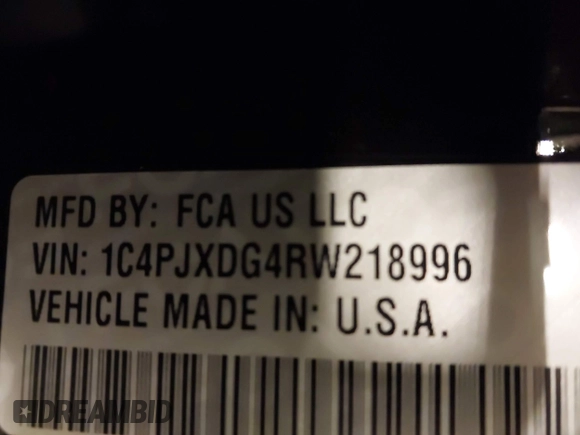 MFD BY: FCA US LLC
VIN: 1C4PJXDG4RW218996
VEHICLE MADE IN: U.S.A.
DREAMBID